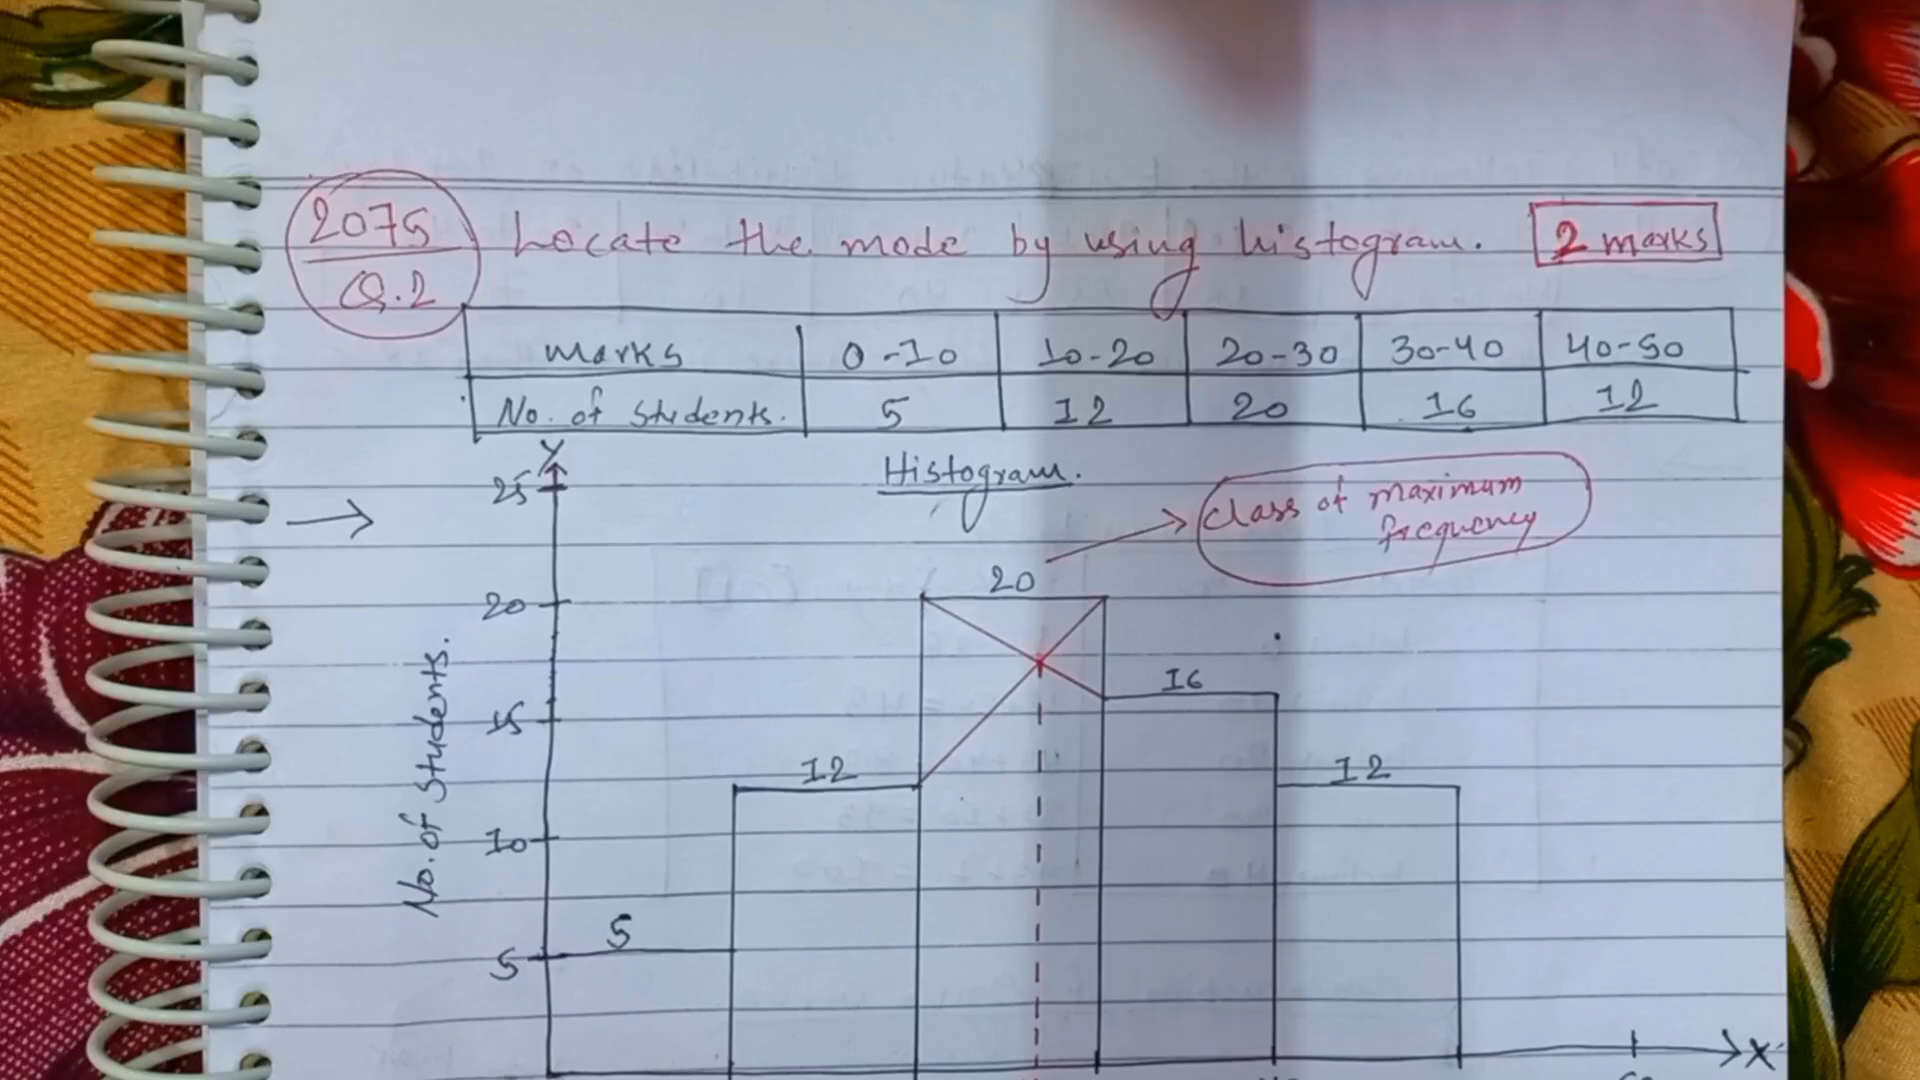 2075
Q.2
Locate the mode by using histogram. 2 marks
Marks 0-10 10-20 20-30 30-40 40-50
No. of Students. 5 12 20 16 12
Y
Histogram.
25
class of maximum
frequency
20
20
16
15
No. of Students.
12
12
10
5
5
X